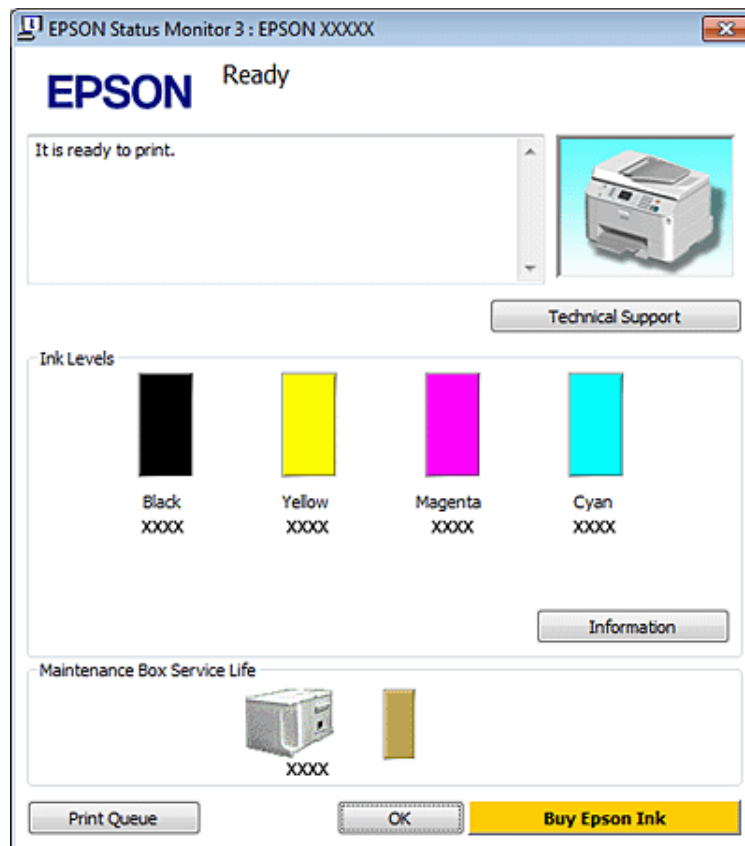 EPSON Status Monitor 3 : EPSON XXXXX
EPSON
Ready
It is ready to print.
Technical Support
Ink Levels
Black Yellow Magenta Cyan
XXXX XXXX XXXX XXXX
Information
Maintenance Box Service Life
XXXX
Print Queue OK Buy Epson Ink